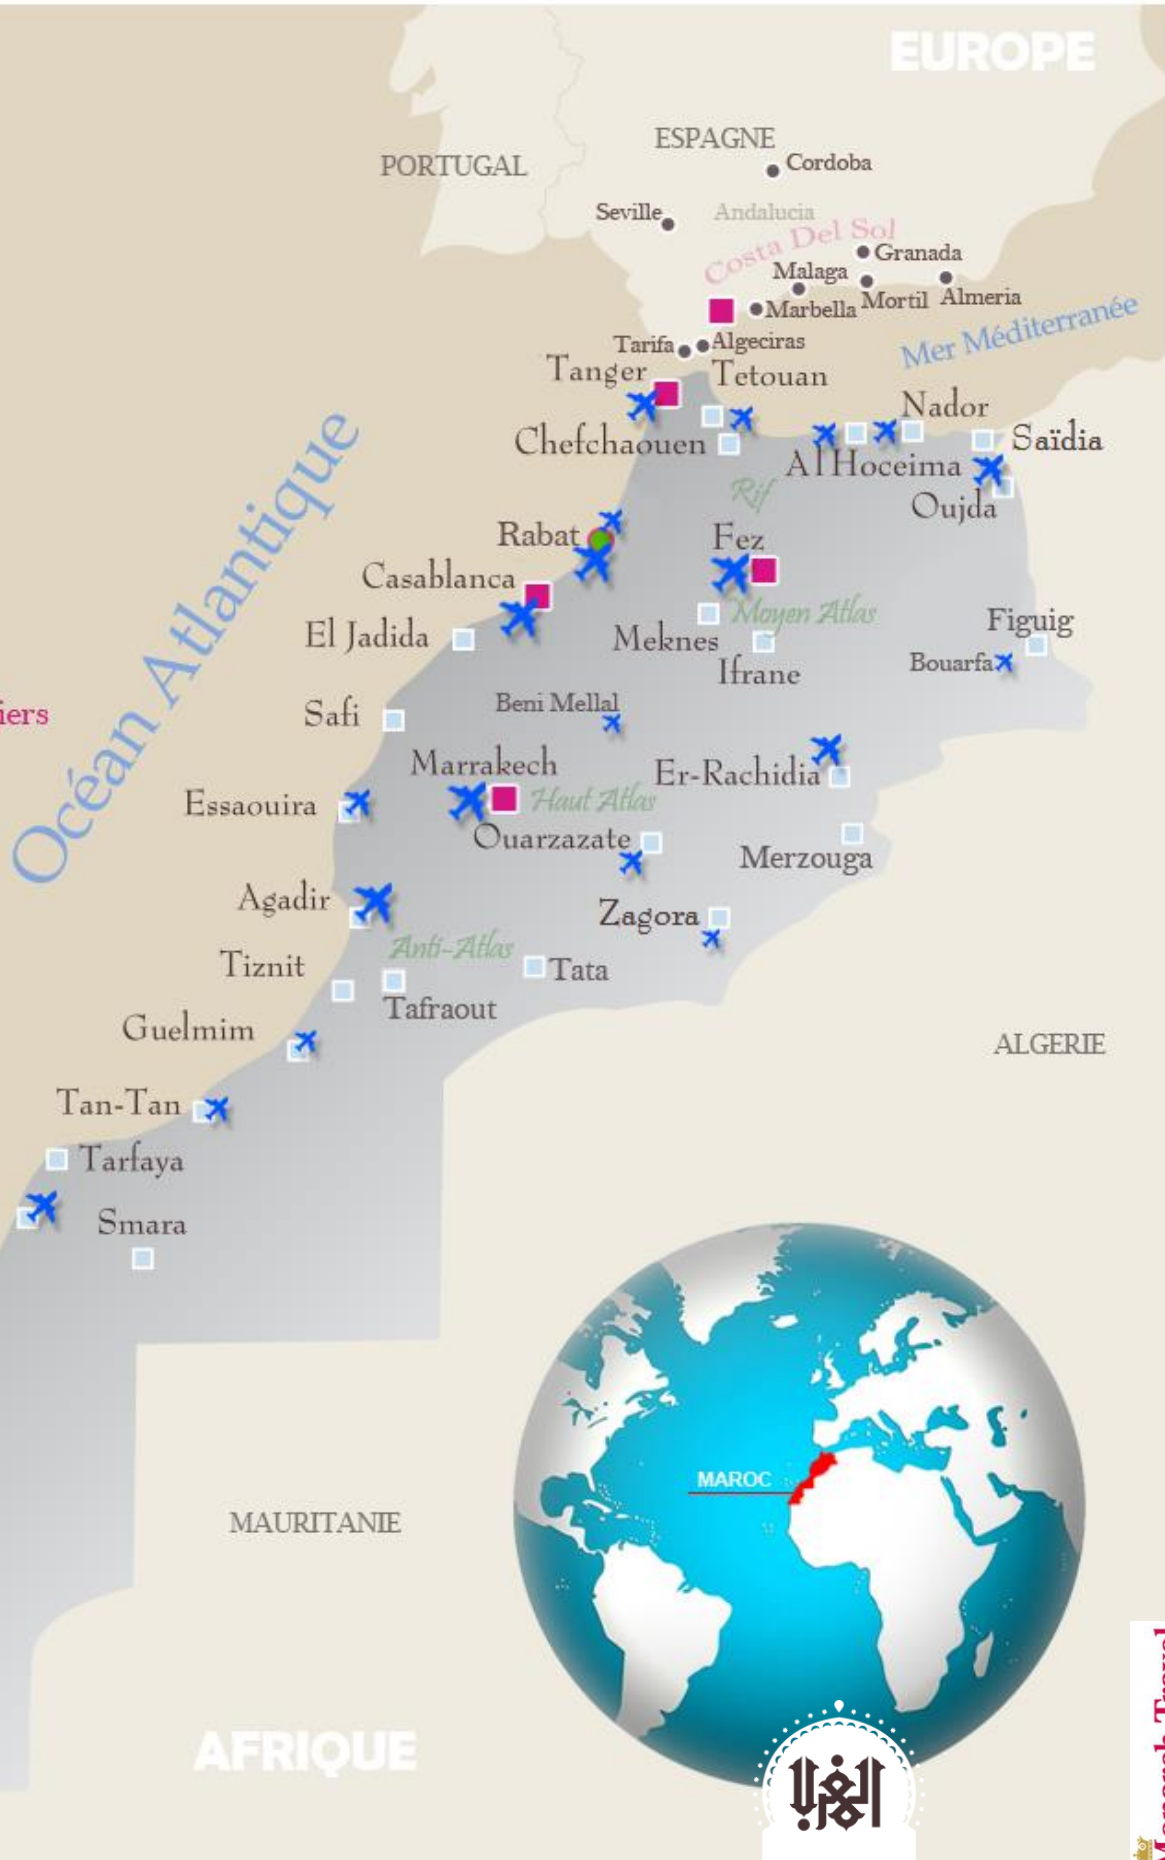 EUROPE
ESPAGNE
PORTUGAL
Cordoba
Seville
Andalucia
Costa Del Sol
Granada
Malaga
Marbella
Mortil
Almeria
Mer Méditerranée
Tarifa
Algeciras
Tanger
Tetouan
Nador
Chefchaouen
Saïdia
Al Hoceima
Océan Atlantique
Rif
Oujda
Rabat
Fez
Casablanca
Moyen Atlas
El Jadida
Meknes
Figuig
Ifrane
Bouarfa
iers
Safi
Beni Mellal
Marrakech
Er-Rachidia
Essaouira
Haut Atlas
Ouarzazate
Merzouga
Agadir
Zagora
Anti-Atlas
Tiznit
Tata
Tafraout
Guelmim
ALGERIE
Tan-Tan
Tarfaya
Smara
MAROC
MAURITANIE
AFRIQUE
المغرب
Monarch Travel